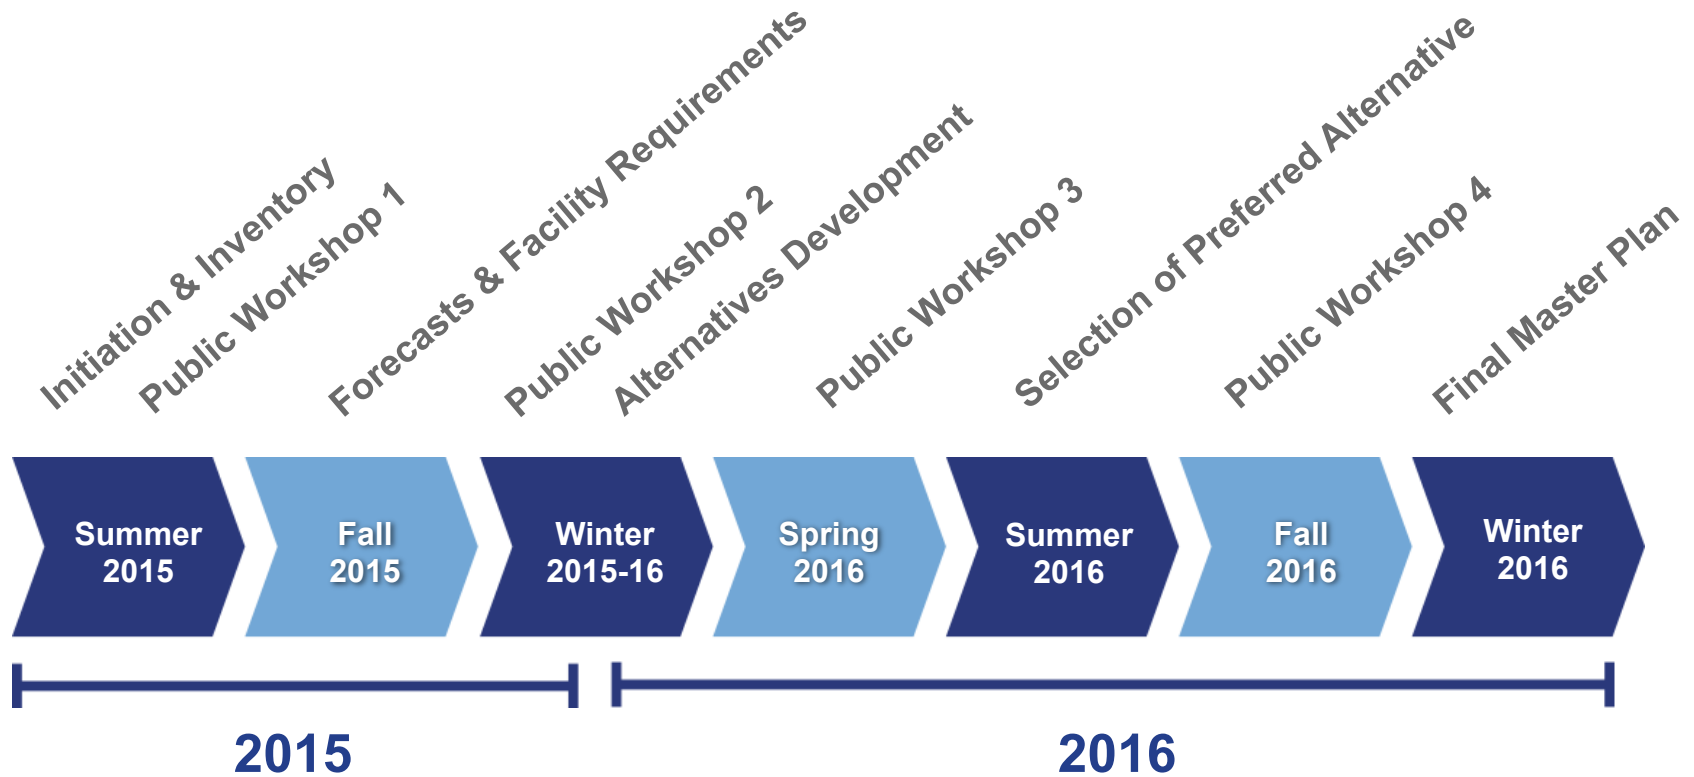 Initiation & Inventory
Public Workshop 1
Forecasts & Facility Requirements
Public Workshop 2
Alternatives Development
Public Workshop 3
Selection of Preferred Alternative
Public Workshop 4
Final Master Plan
Summer
2015
Fall
2015
Winter
2015-16
Spring
2016
Summer
2016
Fall
2016
Winter
2016
2015
2016